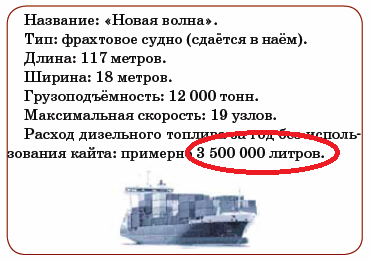 Название: «Новая волна».
Тип: фрахтовое судно (сдаётся в наём).
Длина: 117 метров.
Ширина: 18 метров.
Грузоподъёмность: 12 000 тонн.
Максимальная скорость: 19 узлов.
Расход дизельного топлива за год без исполь-
зования кайта: примерно 3 500 000 литров.